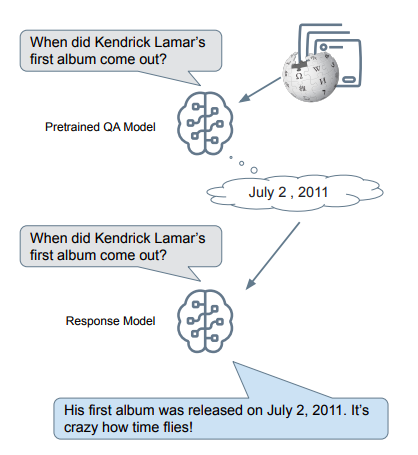 When did Kendrick Lamar's
first album come out?
Pretrained QA Model
July 2 , 2011
When did Kendrick Lamar's
first album come out?
Response Model
His first album was released on July 2, 2011. It's
crazy how time flies!